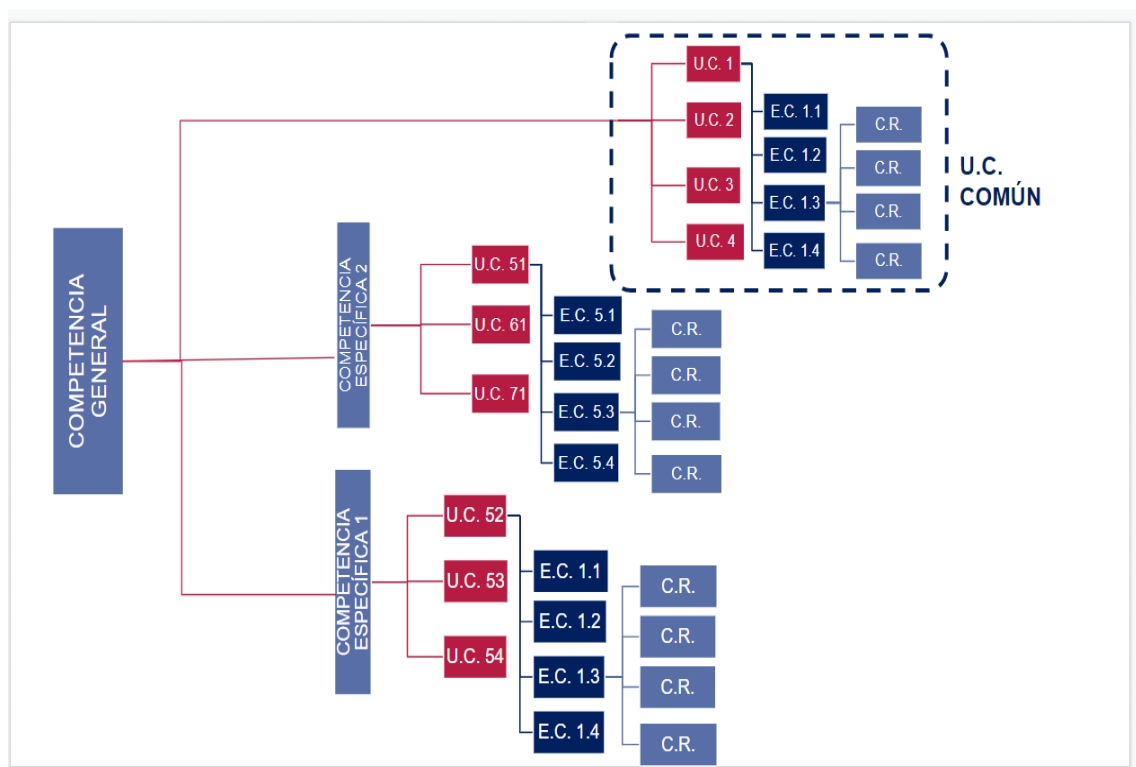 COMPETENCIA
GENERAL
U.C. 1
U.C. 2
U.C. 3
U.C. 4
E.C. 1.1
E.C. 1.2
E.C. 1.3
E.C. 1.4
C.R.
C.R.
C.R.
C.R.
U.C.
COMÚN
COMPETENCIA
ESPECÍFICA 2
U.C. 51
U.C. 61
U.C. 71
E.C. 5.1
E.C. 5.2
E.C. 5.3
E.C. 5.4
C.R.
C.R.
C.R.
C.R.
COMPETENCIA
ESPECÍFICA 1
U.C. 52
U.C. 53
U.C. 54
E.C. 1.1
E.C. 1.2
E.C. 1.3
E.C. 1.4
C.R.
C.R.
C.R.
C.R.